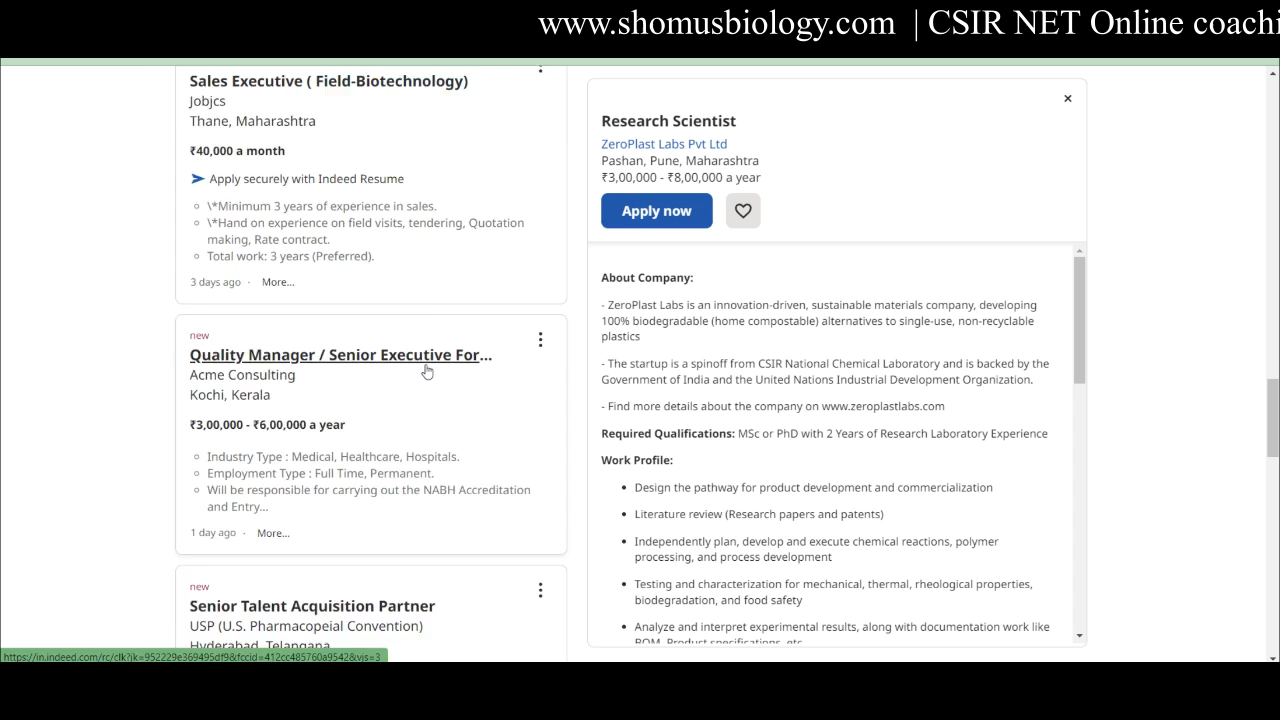 www.shomusbiology.com | CSIR NET Online coachi
Sales Executive ( Field-Biotechnology)
Jobjcs
Thane, Maharashtra
₹40,000 a month
Apply securely with Indeed Resume
\*Minimum 3 years of experience in sales.
\*Hand on experience on field visits, tendering, Quotation
making, Rate contract.
Total work: 3 years (Preferred).
3 days ago · More...
new
Quality Manager / Senior Executive For...
Acme Consulting
Kochi, Kerala
₹3,00,000 - ₹6,00,000 a year
Industry Type : Medical, Healthcare, Hospitals.
Employment Type : Full Time, Permanent.
Will be responsible for carrying out the NABH Accreditation
and Entry...
1 day ago · More...
new
Senior Talent Acquisition Partner
USP (U.S. Pharmacopeial Convention)
Hyderabad, Telangana
Research Scientist
ZeroPlast Labs Pvt Ltd
Pashan, Pune, Maharashtra
₹3,00,000 - ₹8,00,000 a year
Apply now
About Company:
- ZeroPlast Labs is an innovation-driven, sustainable materials company, developing
100% biodegradable (home compostable) alternatives to single-use, non-recyclable
plastics
- The startup is a spinoff from CSIR National Chemical Laboratory and is backed by the
Government of India and the United Nations Industrial Development Organization.
- Find more details about the company on www.zeroplastlabs.com
Required Qualifications: MSc or PhD with 2 Years of Research Laboratory Experience
Work Profile:
Design the pathway for product development and commercialization
Literature review (Research papers and patents)
Independently plan, develop and execute chemical reactions, polymer
processing, and process development
Testing and characterization for mechanical, thermal, rheological properties,
biodegradation, and food safety
Analyze and interpret experimental results, along with documentation work like
BOM, Product specifications, etc
https://in.indeed.com/rc/clk?jk=952229e369495df9&fccid=412cc485760a9542&vjs=3